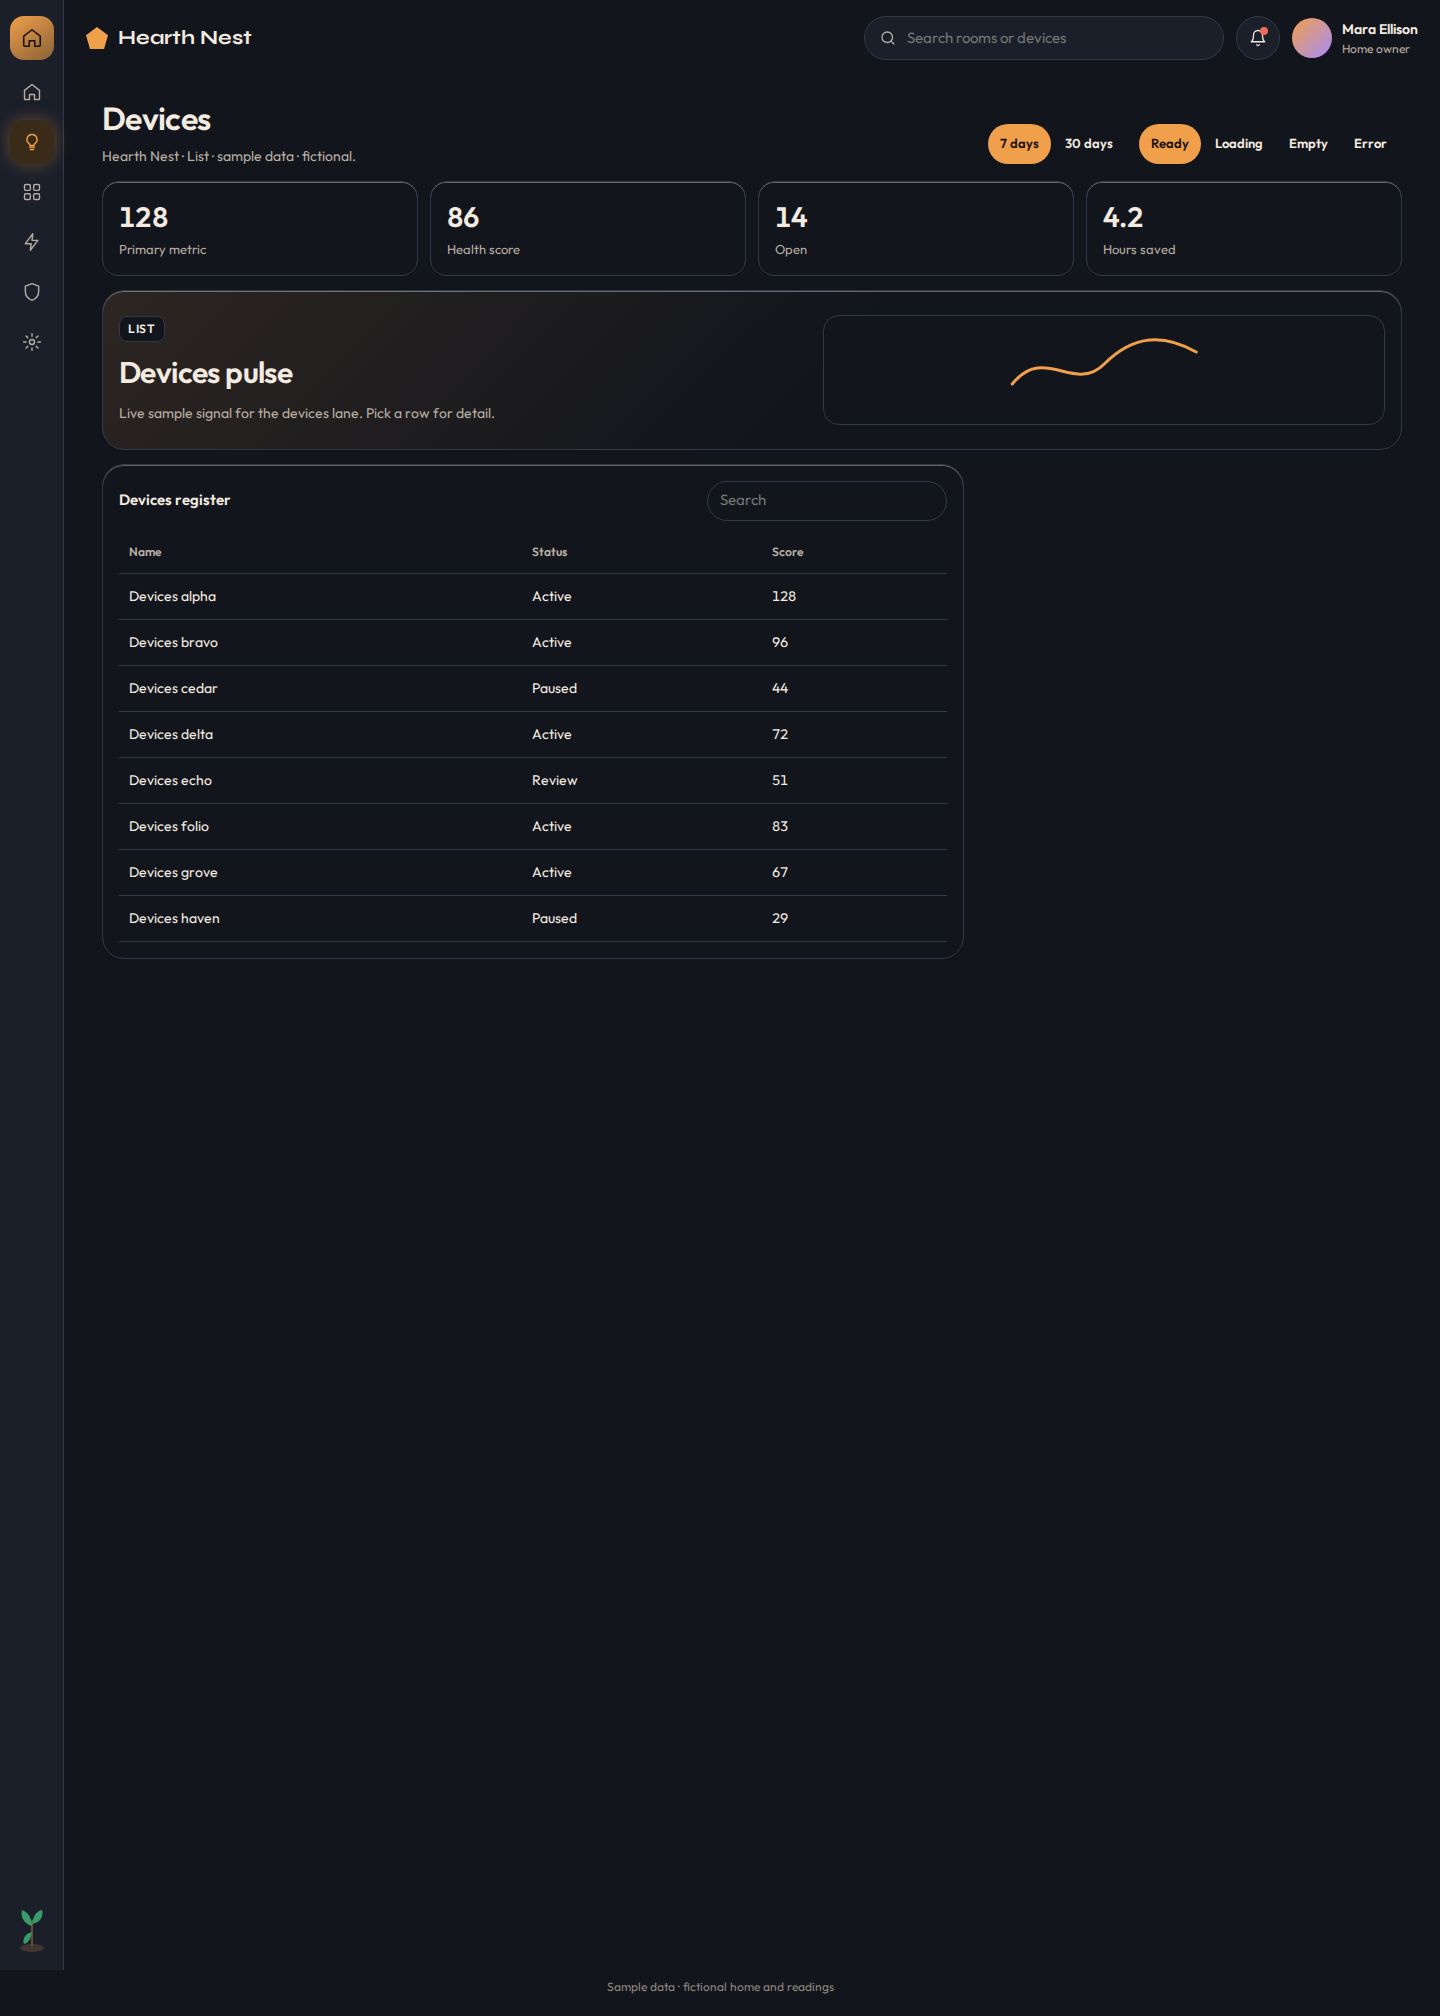 Hearth Nest
Search rooms or devices
Mara Ellison
Home owner
Devices
Hearth Nest · List · sample data · fictional.
7 days 30 days Ready Loading Empty Error
128
Primary metric
86
Health score
14
Open
4.2
Hours saved
LIST
Devices pulse
Live sample signal for the devices lane. Pick a row for detail.
Devices register
Search
Name Status Score
Devices alpha Active 128
Devices bravo Active 96
Devices cedar Paused 44
Devices delta Active 72
Devices echo Review 51
Devices folio Active 83
Devices grove Active 67
Devices haven Paused 29
Sample data · fictional home and readings